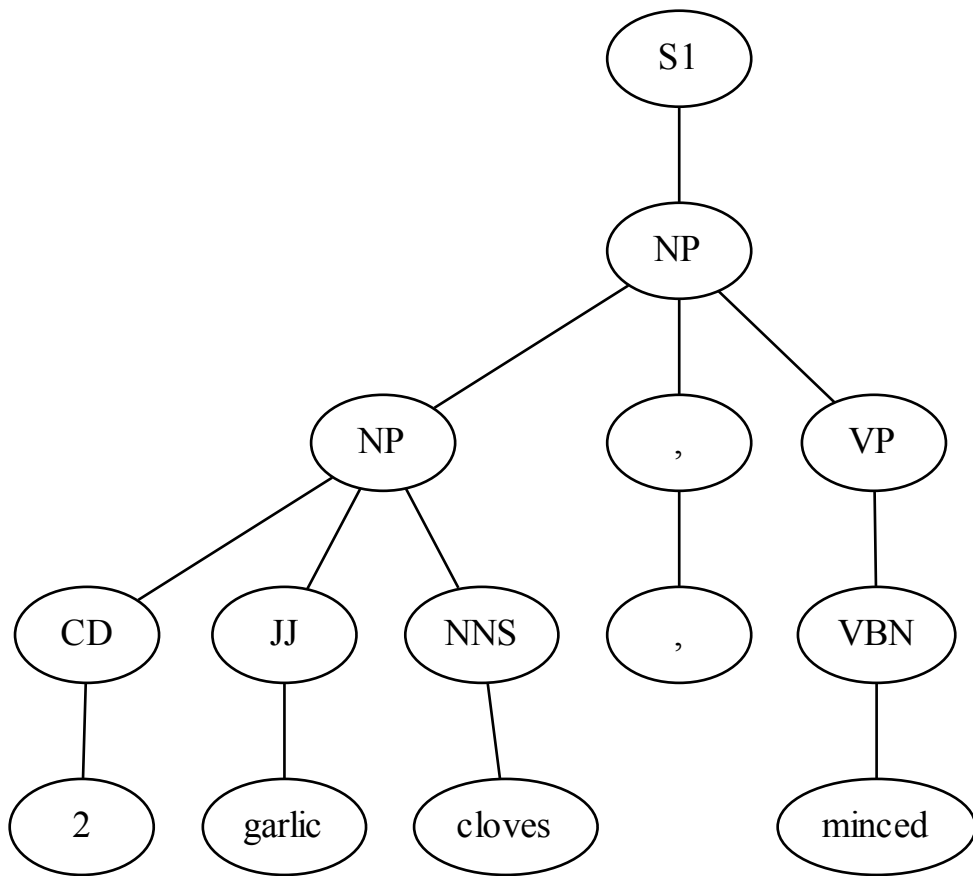 S1
NP
NP , VP
CD JJ NNS , VBN
2 garlic cloves minced